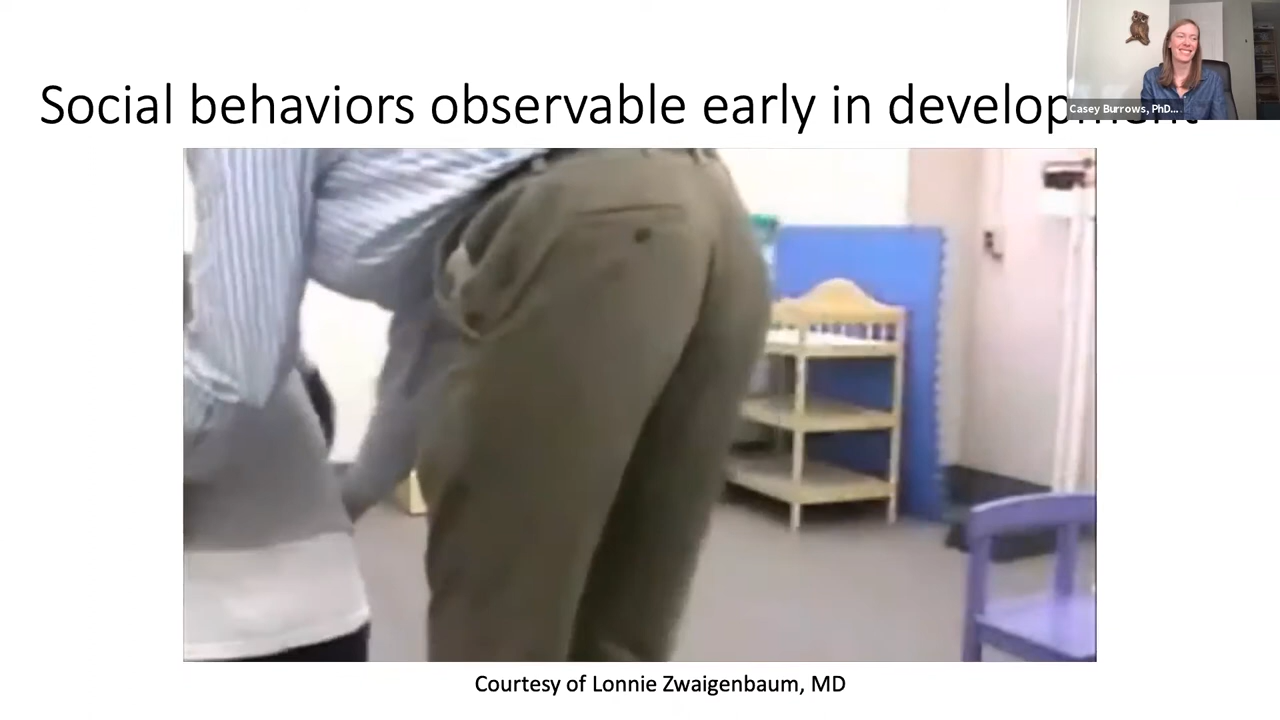 Social behaviors observable early in development
Casey Burrows, PhD...
Courtesy of Lonnie Zwaigenbaum, MD